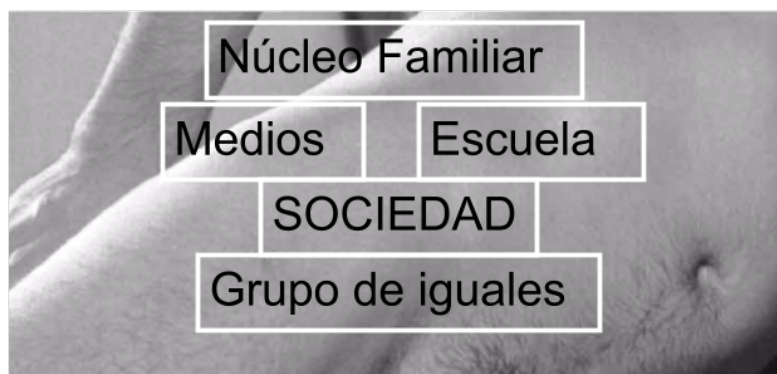 Núcleo Familiar
Medios Escuela
SOCIEDAD
Grupo de iguales